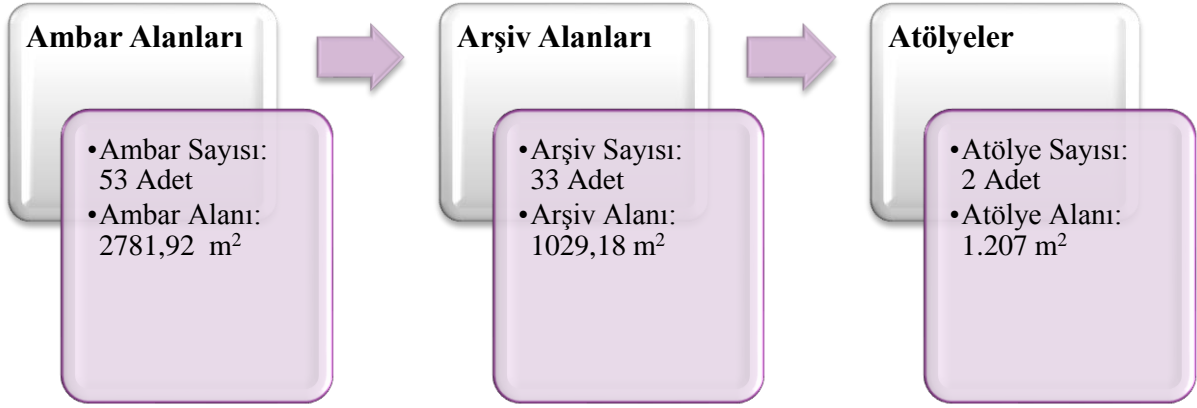 Ambar Alanları
•Ambar Sayısı:
53 Adet
•Ambar Alanı:
2781,92 m²
Arşiv Alanları
•Arşiv Sayısı:
33 Adet
•Arşiv Alanı:
1029,18 m²
Atölyeler
•Atölye Sayısı:
2 Adet
•Atölye Alanı:
1.207 m²